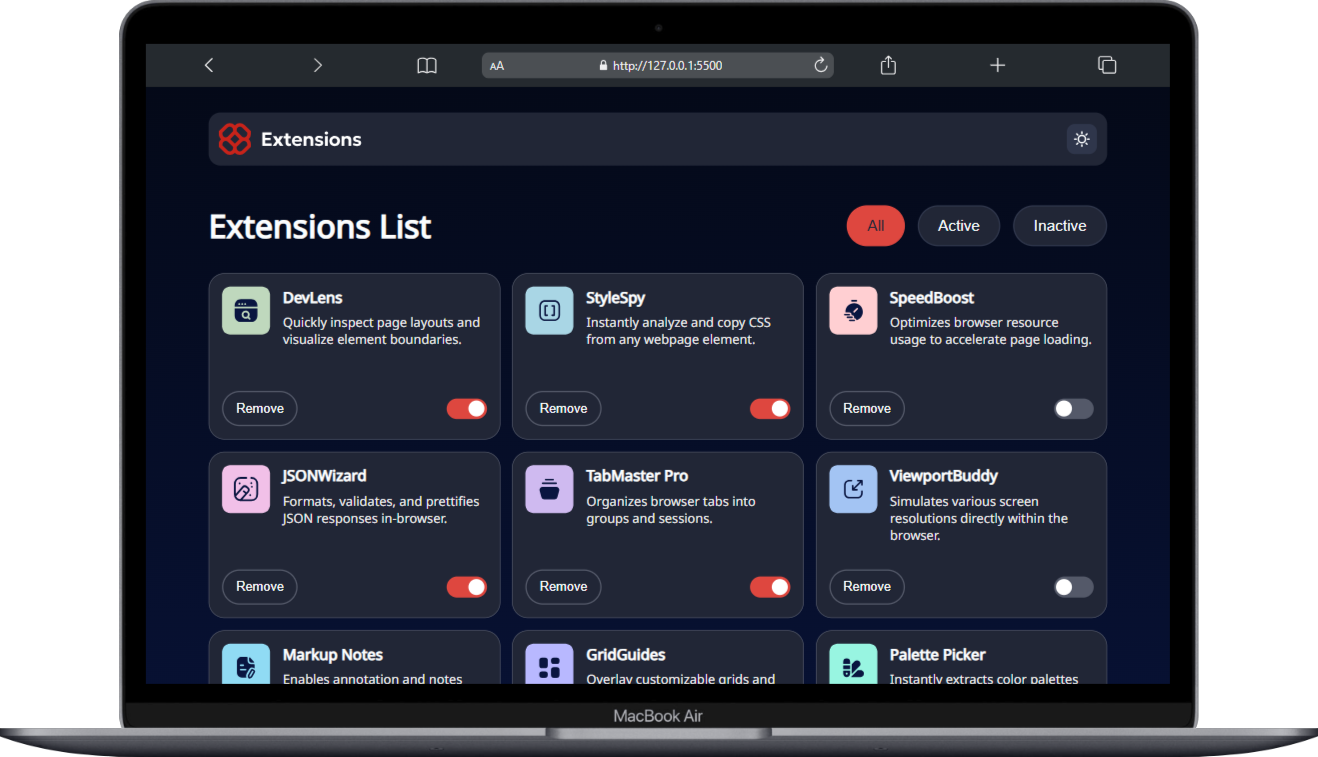 AA
http://127.0.0.1:5500
Extensions
Extensions List
All
Active
Inactive
DevLens
Quickly inspect page layouts and
visualize element boundaries.
Remove
StyleSpy
Instantly analyze and copy CSS
from any webpage element.
Remove
SpeedBoost
Optimizes browser resource
usage to accelerate page loading.
Remove
JSONWizard
Formats, validates, and prettifies
JSON responses in-browser.
Remove
TabMaster Pro
Organizes browser tabs into
groups and sessions.
Remove
ViewportBuddy
Simulates various screen
resolutions directly within the
browser.
Remove
Markup Notes
Enables annotation and notes
GridGuides
Overlay customizable grids and
Palette Picker
Instantly extracts color palettes
MacBook Air